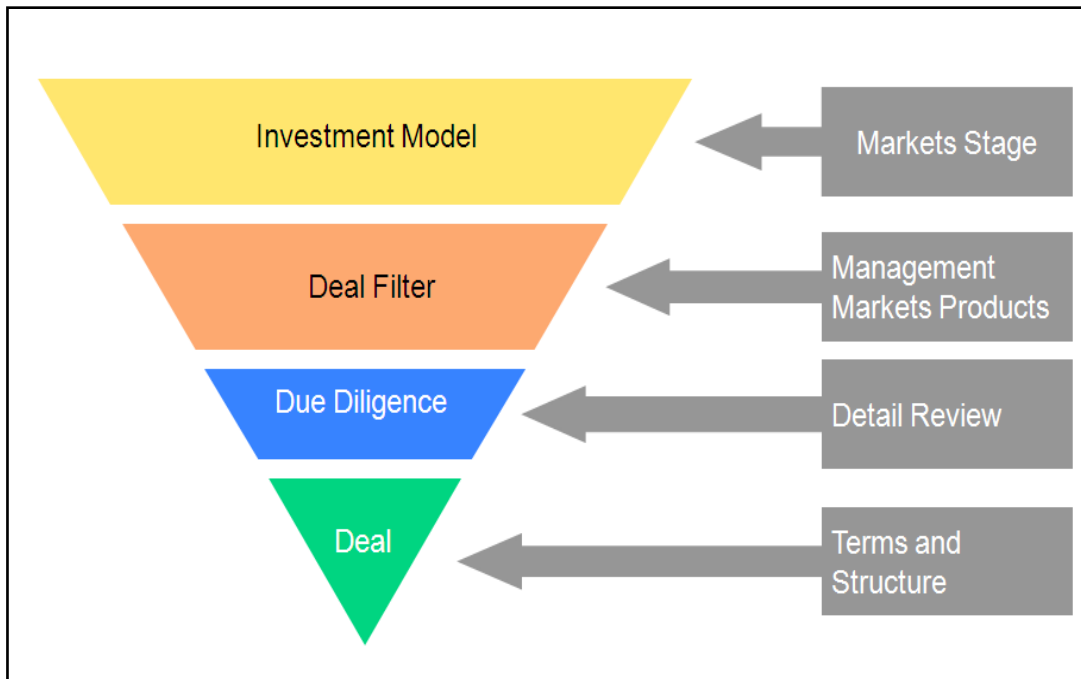 Investment Model
Markets Stage
Deal Filter
Management
Markets Products
Due Diligence
Detail Review
Deal
Terms and
Structure